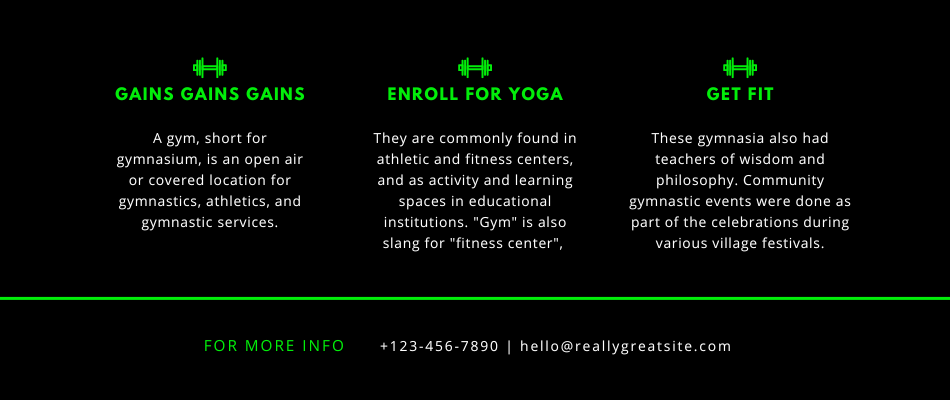 GAINS GAINS GAINS
A gym, short for
gymnasium, is an open air
or covered location for
gymnastics, athletics, and
gymnastic services.
ENROLL FOR YOGA
They are commonly found in
athletic and fitness centers,
and as activity and learning
spaces in educational
institutions. "Gym" is also
slang for "fitness center",
GET FIT
These gymnasia also had
teachers of wisdom and
philosophy. Community
gymnastic events were done as
part of the celebrations during
various village festivals.
FOR MORE INFO +123-456-7890 | hello@reallygreatsite.com